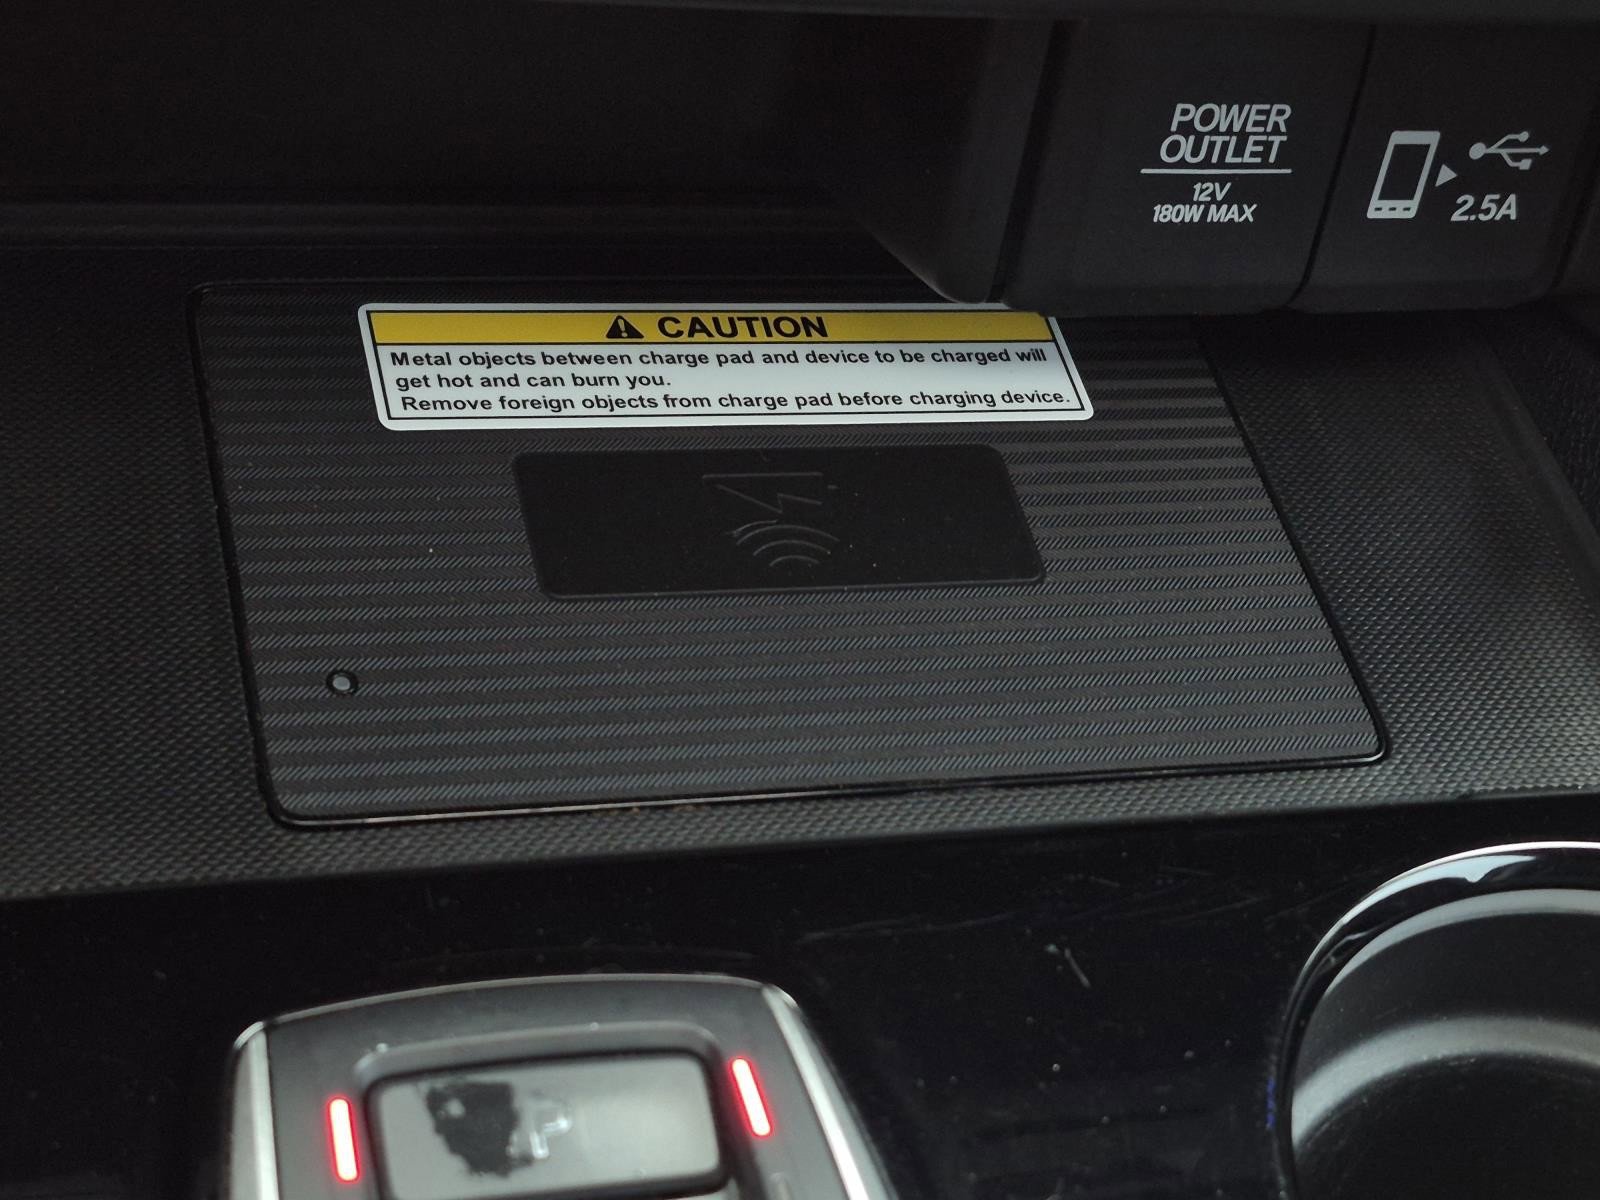 POWER
OUTLET
12V
180W MAX
2.5A
CAUTION
Metal objects between charge pad and device to be charged will
get hot and can burn you.
Remove foreign objects from charge pad before charging device.
P